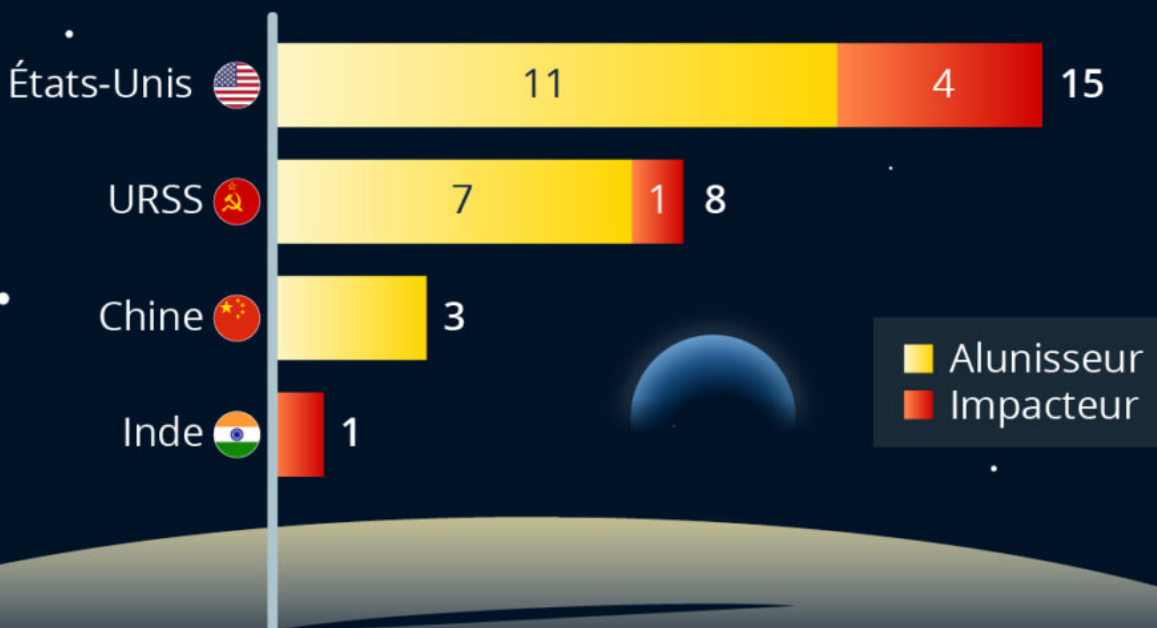 États-Unis 11 4 15
URSS 7 1 8
Chine 3
Inde 1
Alunisseur
Impacteur